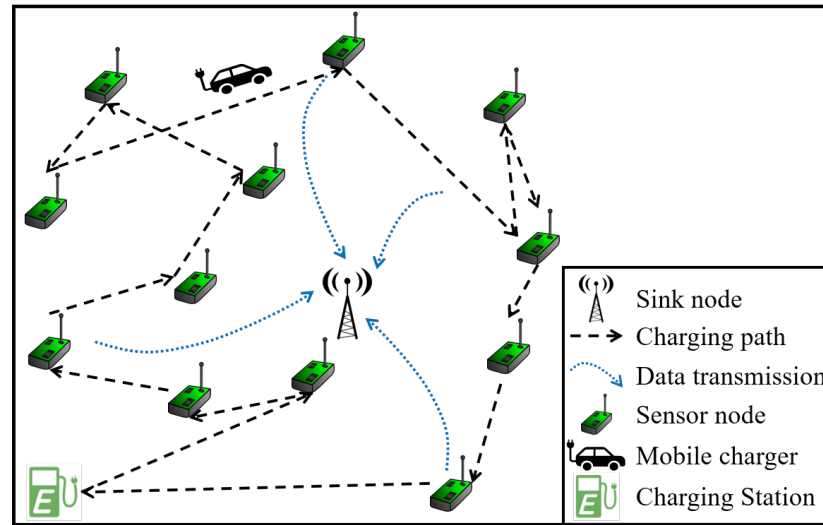 Sink node
Charging path
Data transmission
Sensor node
Mobile charger
E
Charging Station
E